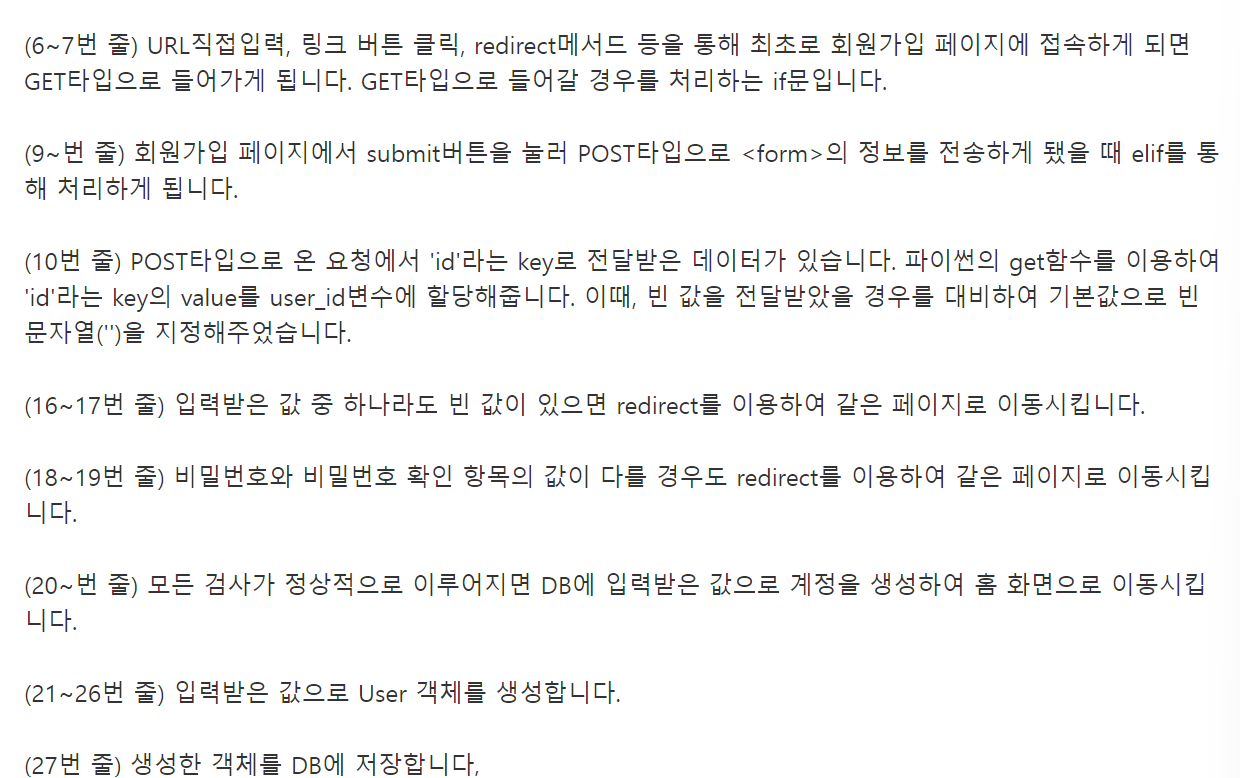 (6~7번 줄) URL직접입력, 링크 버튼 클릭, redirect메서드 등을 통해 최초로 회원가입 페이지에 접속하게 되면
GET타입으로 들어가게 됩니다. GET타입으로 들어갈 경우를 처리하는 if문입니다.
(9~번 줄) 회원가입 페이지에서 submit버튼을 눌러 POST타입으로 <form>의 정보를 전송하게 됐을 때 elif를 통
해 처리하게 됩니다.
(10번 줄) POST타입으로 온 요청에서 'id'라는 key로 전달받은 데이터가 있습니다. 파이썬의 get함수를 이용하여
'id'라는 key의 value를 user_id변수에 할당해줍니다. 이때, 빈 값을 전달받았을 경우를 대비하여 기본값으로 빈
문자열('')을 지정해주었습니다.
(16~17번 줄) 입력받은 값 중 하나라도 빈 값이 있으면 redirect를 이용하여 같은 페이지로 이동시킵니다.
(18~19번 줄) 비밀번호와 비밀번호 확인 항목의 값이 다를 경우도 redirect를 이용하여 같은 페이지로 이동시킵
니다.
(20~번 줄) 모든 검사가 정상적으로 이루어지면 DB에 입력받은 값으로 계정을 생성하여 홈 화면으로 이동시킵
니다.
(21~26번 줄) 입력받은 값으로 User 객체를 생성합니다.
(27번 줄) 생성한 객체를 DB에 저장합니다,